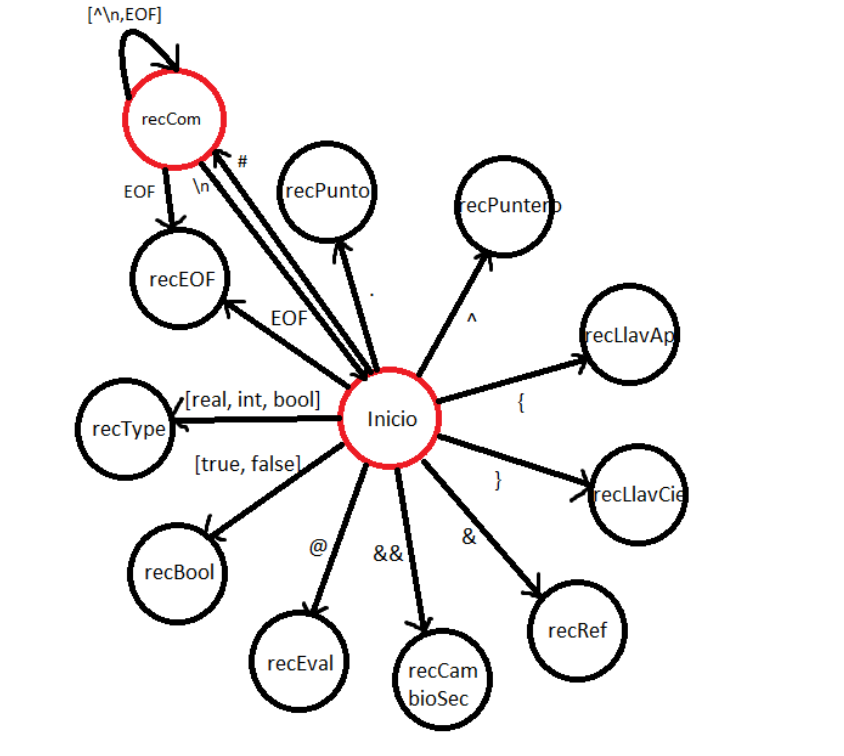 [^\n,EOF]
recCom
#
EOF
\n
recPunto
recPuntero
recEOF
.
EOF
^
recLlavAp
[real, int, bool]
{
recType
Inicio
[true, false]
}
recLlavCie
@
&&
&
recBool
recRef
recEval
recCam
bioSec